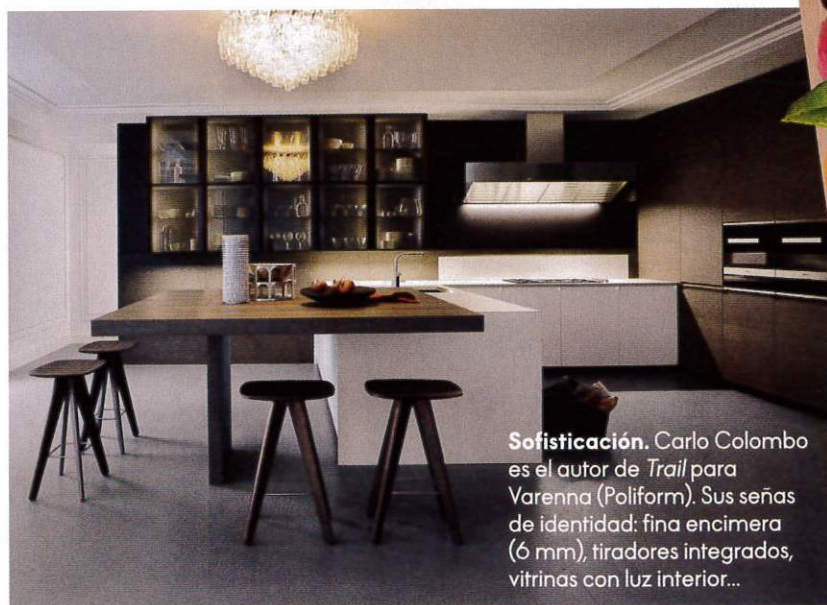 Sofisticación. Carlo Colombo
es el autor de Trail para
Varenna (Poliform). Sus señas
de identidad: fina encimera
(6 mm), tiradores integrados,
vitrinas con luz interior...